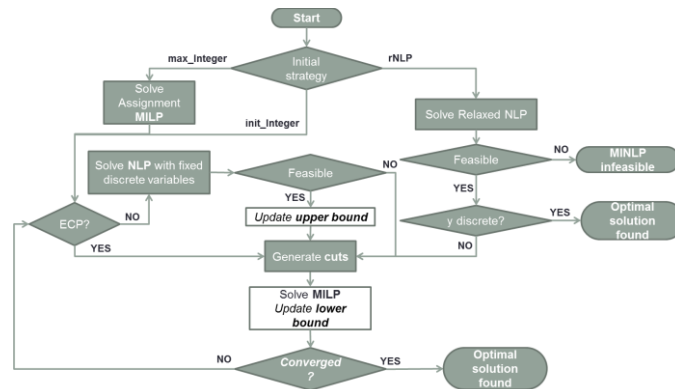 Start
max_Integer
Initial
strategy
rNLP
Solve
Assignment
MILP
Solve Relaxed NLP
init_Integer
Solve NLP with fixed
discrete variables
Feasible
NO
Feasible
NO
MINLP
infeasible
YES
YES
ECP?
NO
Update upper bound
y discrete?
YES
Optimal
solution
found
YES
Generate cuts
NO
Solve MILP
Update lower
bound
NO
Converged
?
YES
Optimal
solution
found